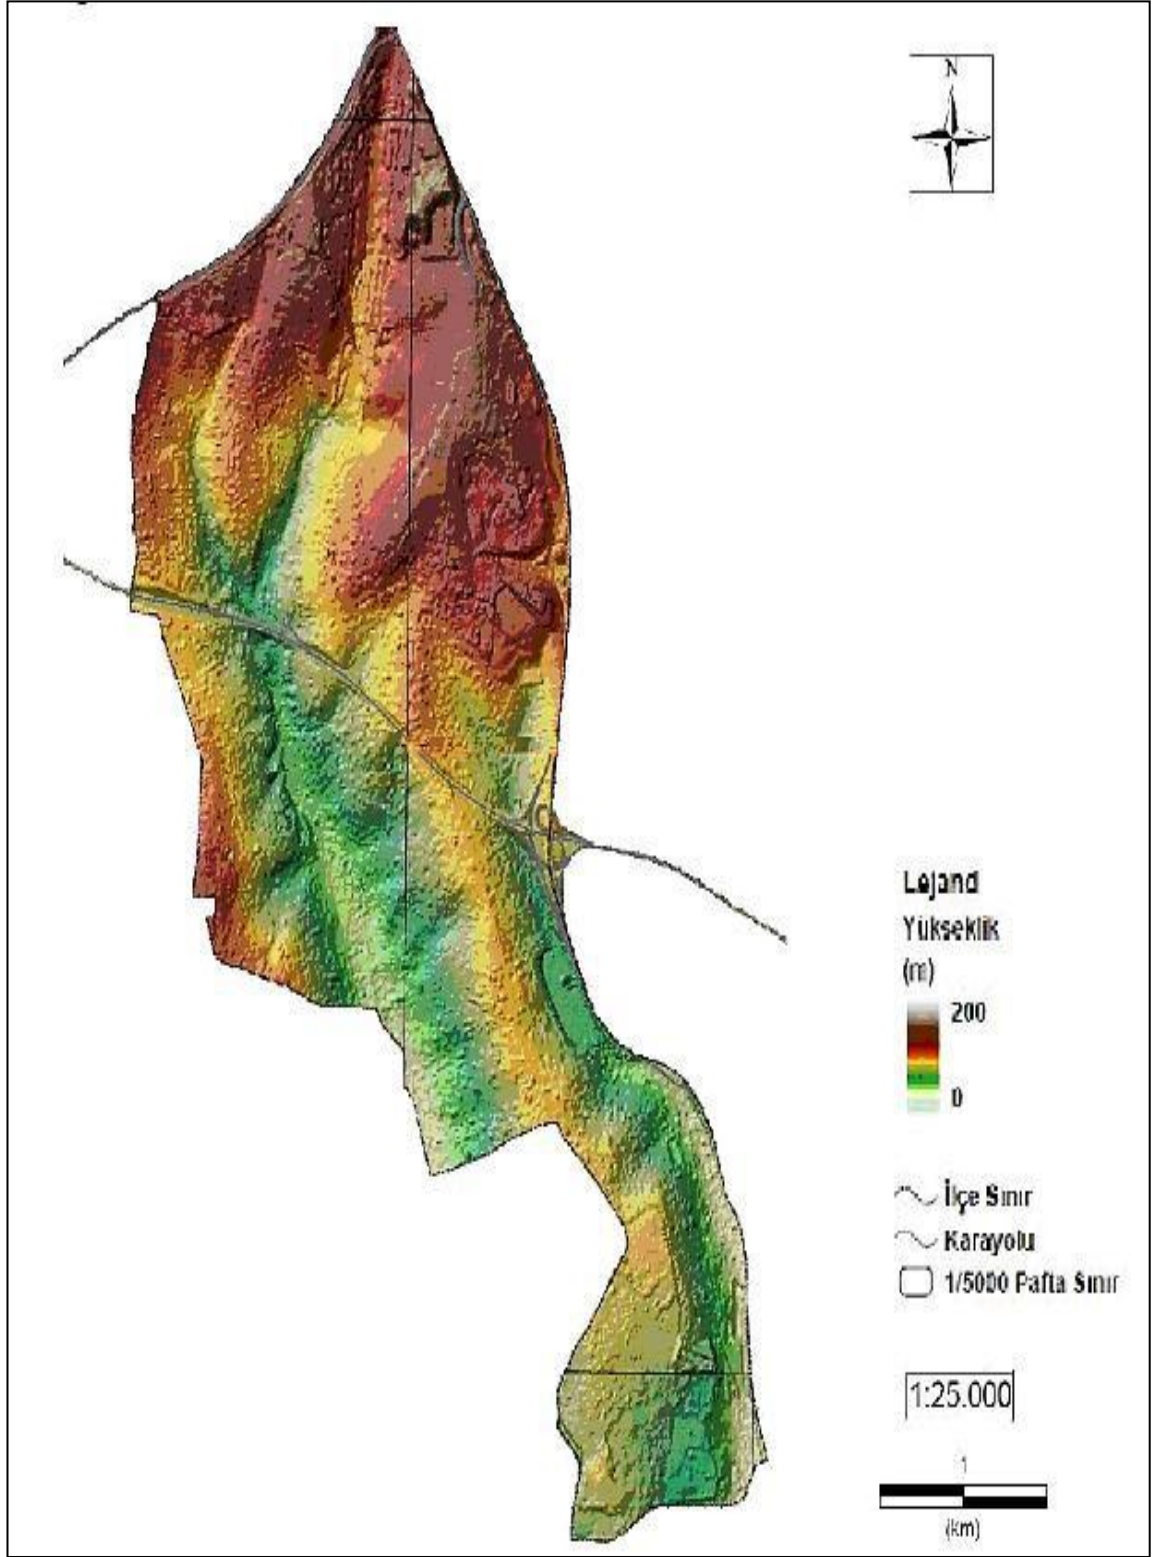 N
Lejand
Yükseklik
(m)
200
0
İlçe Sınır
Karayolu
1/5000 Pafta Sınır
1:25.000
1
(km)